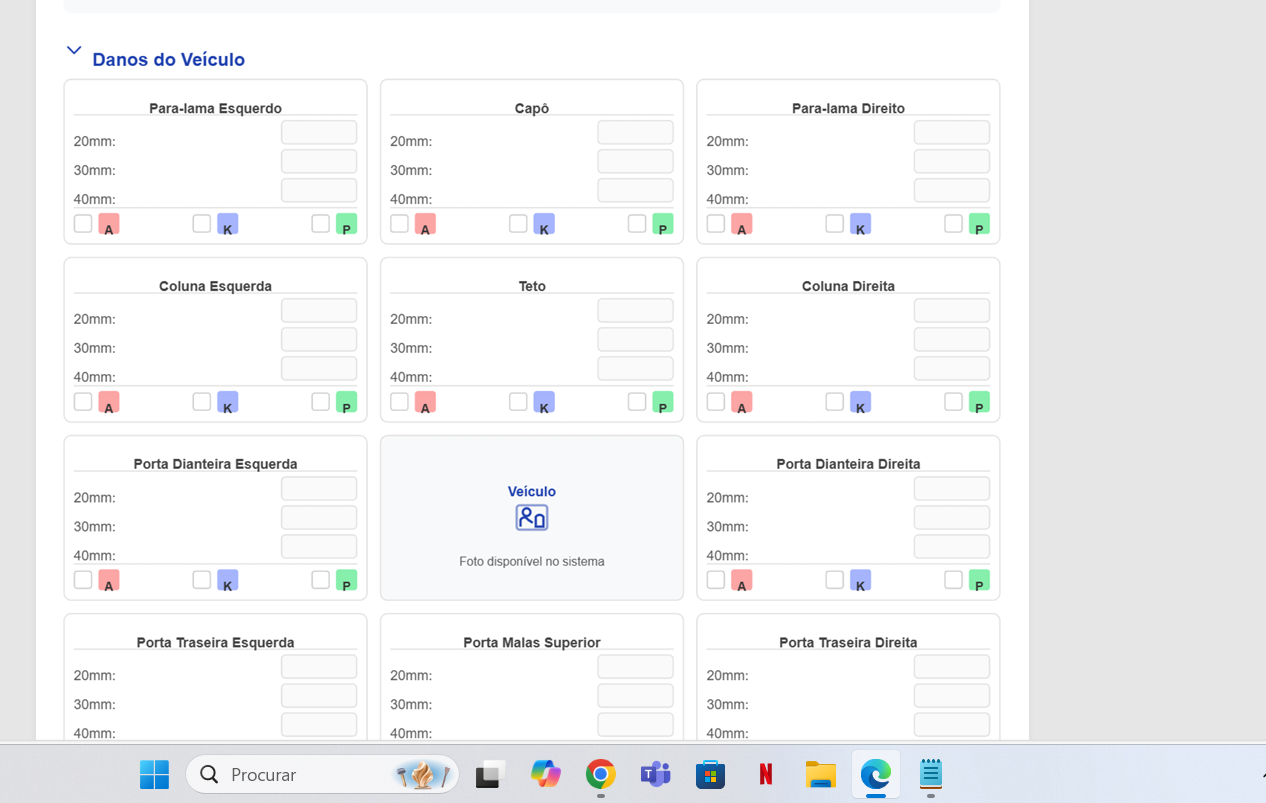 Danos do Veículo
Para-lama Esquerdo
20mm:
30mm:
40mm:
A K P
Capô
20mm:
30mm:
40mm:
A K P
Para-lama Direito
20mm:
30mm:
40mm:
A K P
Coluna Esquerda
20mm:
30mm:
40mm:
A K P
Teto
20mm:
30mm:
40mm:
A K P
Coluna Direita
20mm:
30mm:
40mm:
A K P
Porta Dianteira Esquerda
20mm:
30mm:
40mm:
A K P
Veículo
Foto disponível no sistema
Porta Dianteira Direita
20mm:
30mm:
40mm:
A K P
Porta Traseira Esquerda
20mm:
30mm:
40mm:
Porta Malas Superior
20mm:
30mm:
40mm:
Porta Traseira Direita
20mm:
30mm:
40mm:
Procurar
T
N